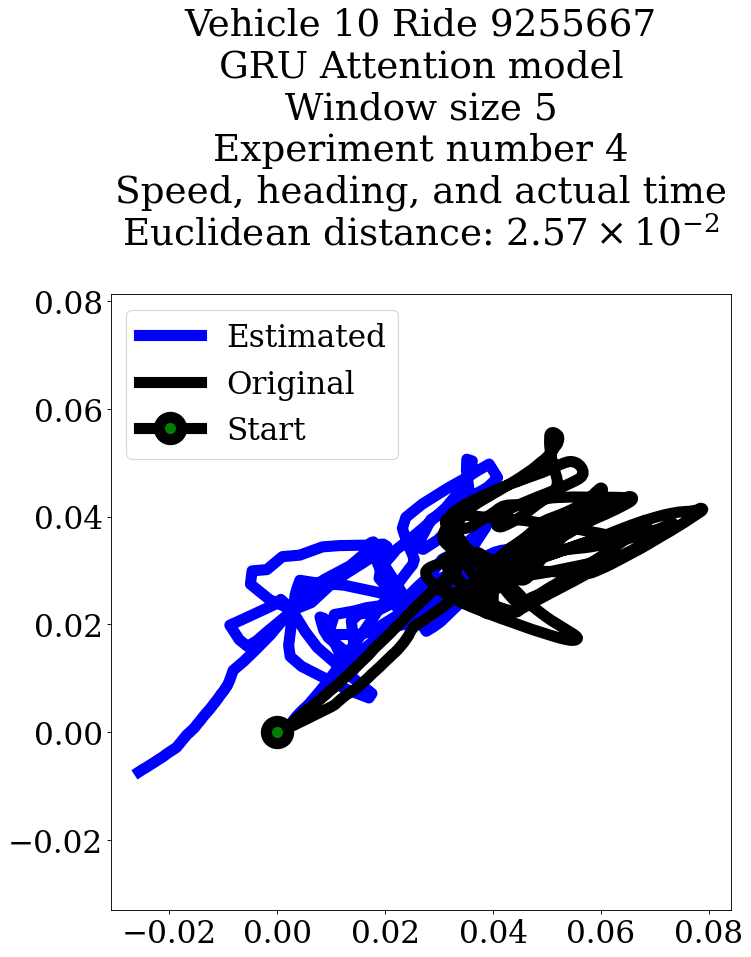 Vehicle 10 Ride 9255667
GRU Attention model
Window size 5
Experiment number 4
Speed, heading, and actual time
Euclidean distance: 2.57 × 10⁻²
0.08
0.06
0.04
0.02
0.00
−0.02
Estimated
Original
Start
−0.02 0.00 0.02 0.04 0.06 0.08